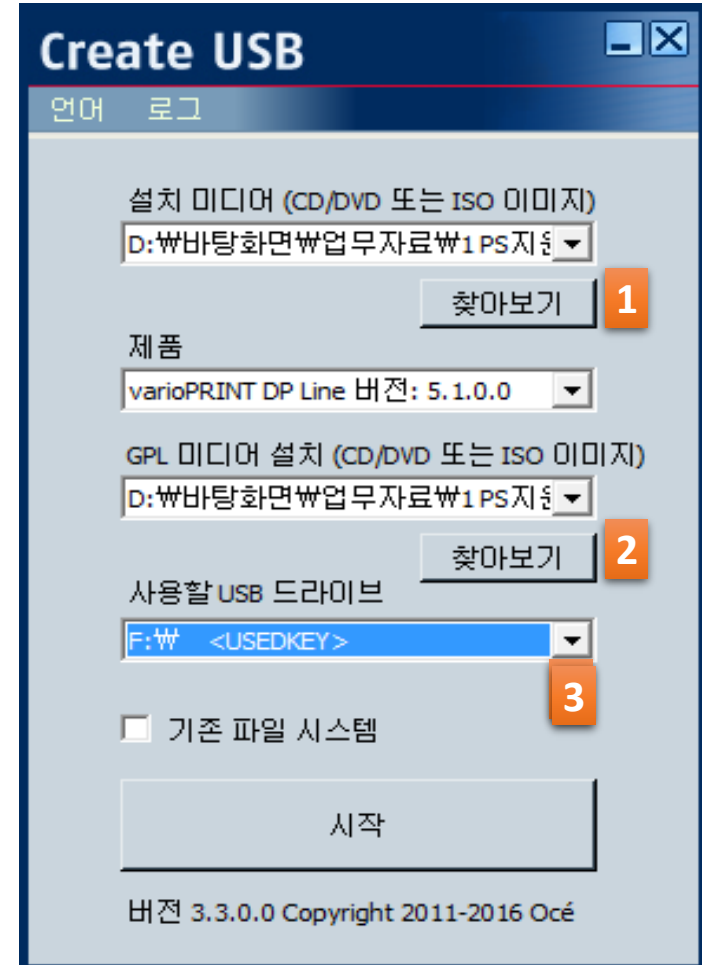 Create USB
언어 로그
설치 미디어 (CD/DVD 또는 ISO 이미지)
D:₩바탕화면₩업무자료₩1 PS지원
찾아보기 1
제품
varioPRINT DP Line 버전: 5.1.0.0
GPL 미디어 설치 (CD/DVD 또는 ISO 이미지)
D:₩바탕화면₩업무자료₩1 PS지원
찾아보기 2
사용할 USB 드라이브
F:₩ <USEDKEY>
3
기존 파일 시스템
시작
버전 3.3.0.0 Copyright 2011-2016 Océ